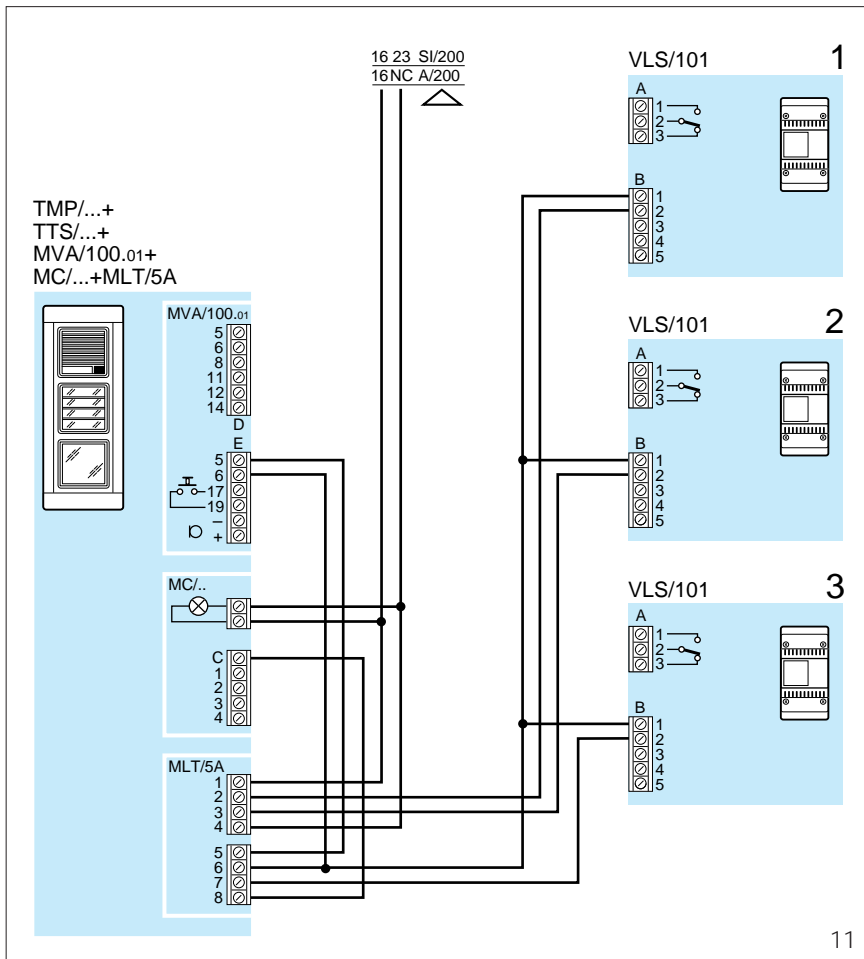 16 23 SI/200
16 NC A/200
TMP/...+
TTS/...+
MVA/100.01+
MC/...+MLT/5A
MVA/100.01
5
6
8
11
12
14
D
E
5
6
17
19
–
+
MC/..
C
1
2
3
4
MLT/5A
1
2
3
4
5
6
7
8
VLS/101 1
A
1
2
3
B
1
2
3
4
5
VLS/101 2
A
1
2
3
B
1
2
3
4
5
VLS/101 3
A
1
2
3
B
1
2
3
4
5
11